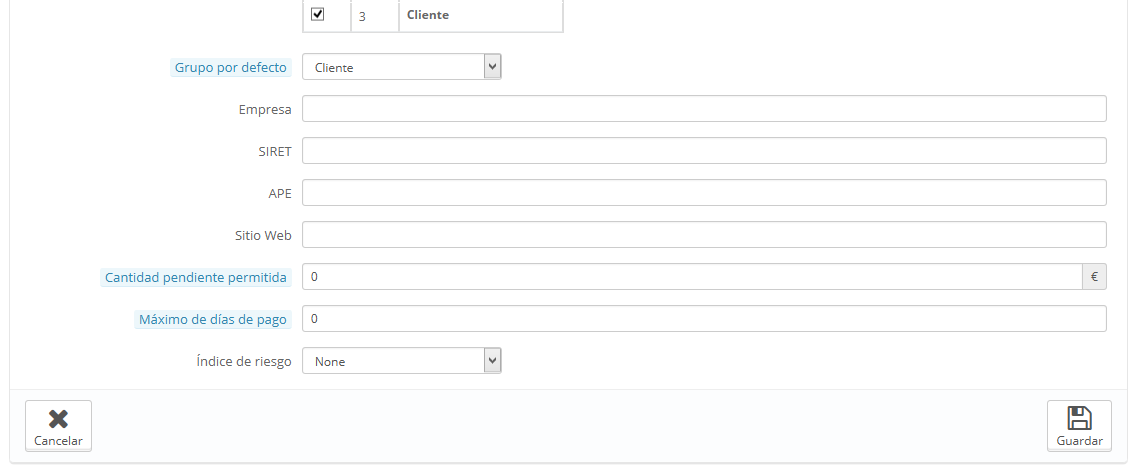 3 Cliente
Grupo por defecto Cliente
Empresa
SIRET
APE
Sitio Web
Cantidad pendiente permitida 0 €
Máximo de días de pago 0
Índice de riesgo None
Cancelar Guardar